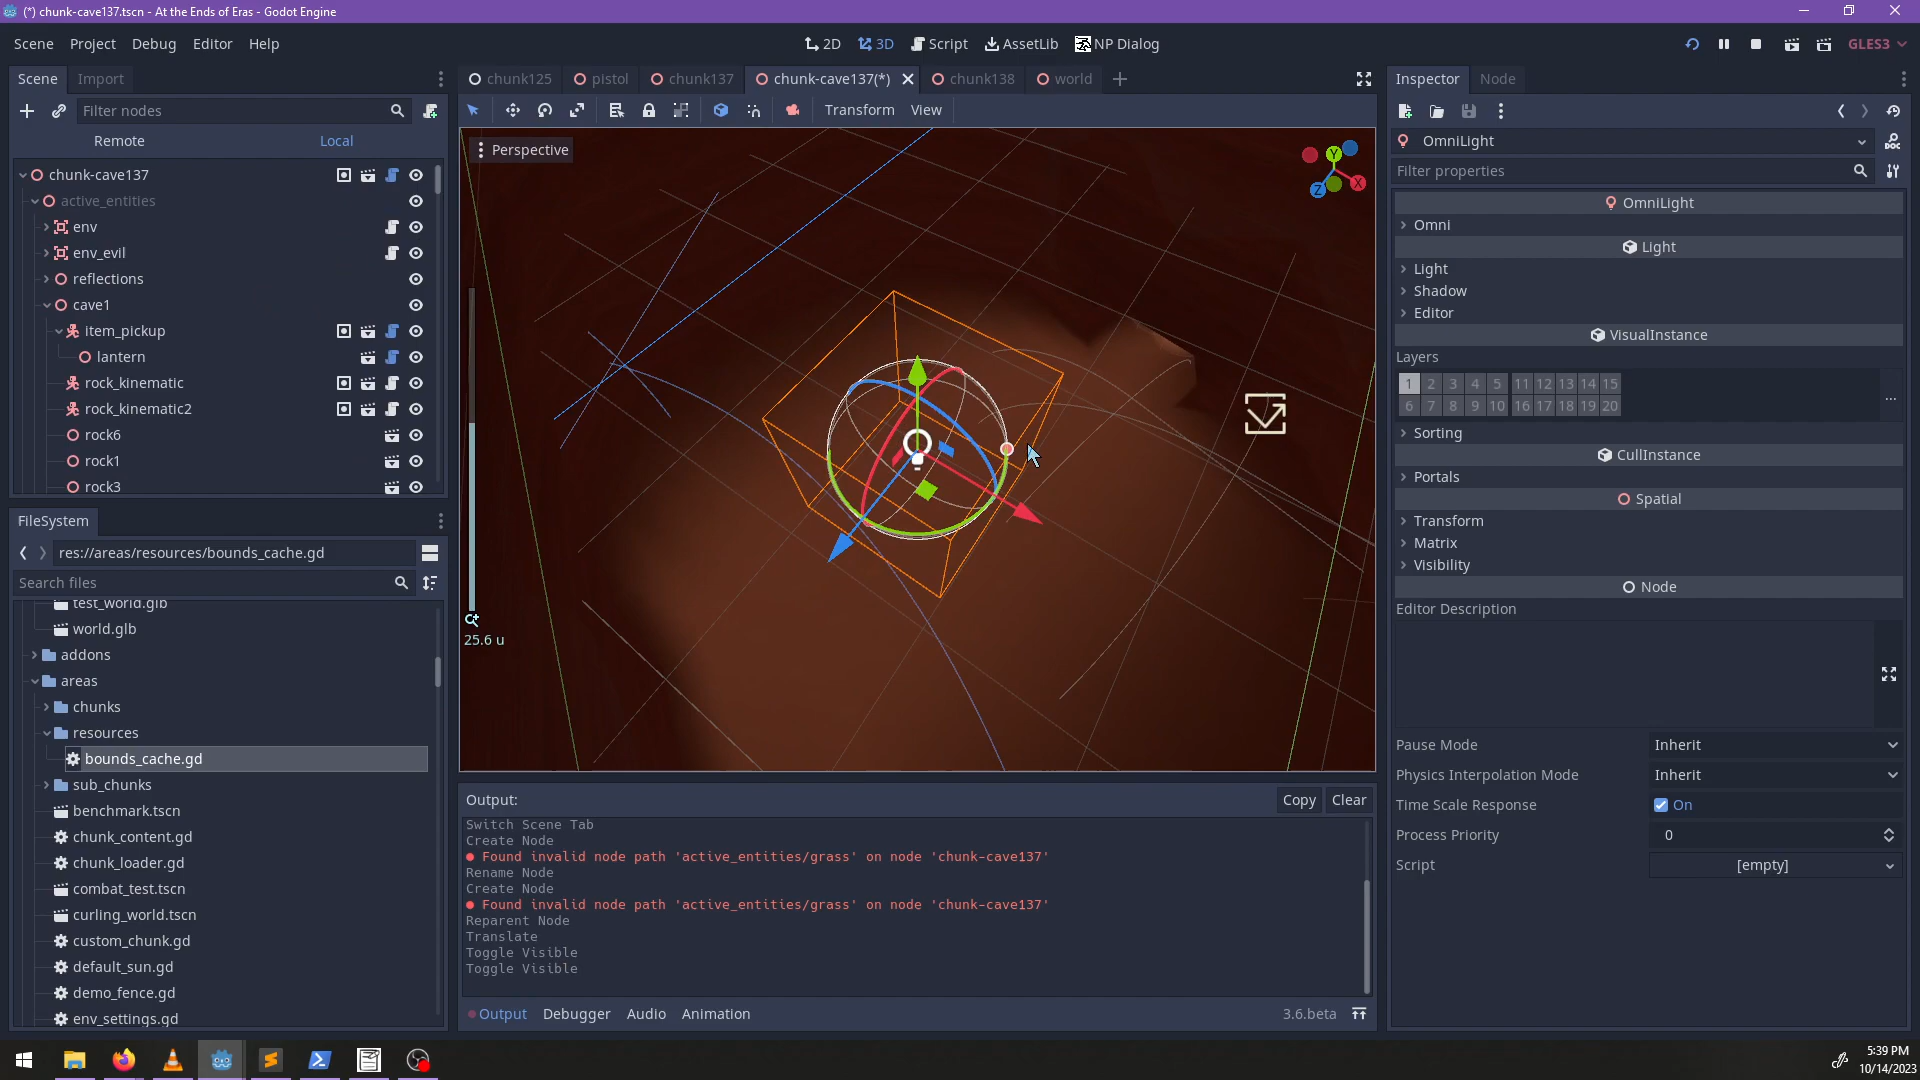 (*) chunk-cave137.tscn - At the Ends of Eras - Godot Engine
Scene Project Debug Editor Help
2D 3D Script AssetLib NP Dialog
GLES3
Scene Import
Filter nodes
Remote Local
chunk-cave137
active_entities
env
env_evil
reflections
cave1
item_pickup
lantern
rock_kinematic
rock_kinematic2
rock6
rock1
rock3
FileSystem
res://areas/resources/bounds_cache.gd
Search files
test_world.glb
world.glb
addons
areas
chunks
resources
bounds_cache.gd
sub_chunks
benchmark.tscn
chunk_content.gd
chunk_loader.gd
combat_test.tscn
curling_world.tscn
custom_chunk.gd
default_sun.gd
demo_fence.gd
env_settings.gd
chunk125 pistol chunk137 chunk-cave137(*) chunk138 world
Transform View
Perspective
Y
X
Z
25.6 u
Output:
Copy Clear
Switch Scene Tab
Create Node
Found invalid node path 'active_entities/grass' on node 'chunk-cave137'
Rename Node
Create Node
Found invalid node path 'active_entities/grass' on node 'chunk-cave137'
Reparent Node
Translate
Toggle Visible
Toggle Visible
Output Debugger Audio Animation
3.6.beta
Inspector Node
OmniLight
Filter properties
OmniLight
Omni
Light
Light
Shadow
Editor
VisualInstance
Layers
1 2 3 4 5 11 12 13 14 15
6 7 8 9 10 16 17 18 19 20
...
Sorting
CullInstance
Portals
Spatial
Transform
Matrix
Visibility
Node
Editor Description
Pause Mode Inherit
Physics Interpolation Mode Inherit
Time Scale Response On
Process Priority 0
Script [empty]
5:39 PM
10/14/2023